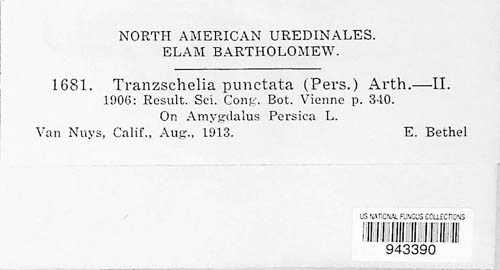 NORTH AMERICAN UREDINALES.
ELAM BARTHOLOMEW.
1681. Tranzschelia punctata (Pers.) Arth.—II.
1906: Result. Sci. Cong. Bot. Vienne p. 340.
On Amygdalus Persica L.
Van Nuys, Calif., Aug., 1913. E. Bethel
US NATIONAL FUNGUS COLLECTIONS
943390